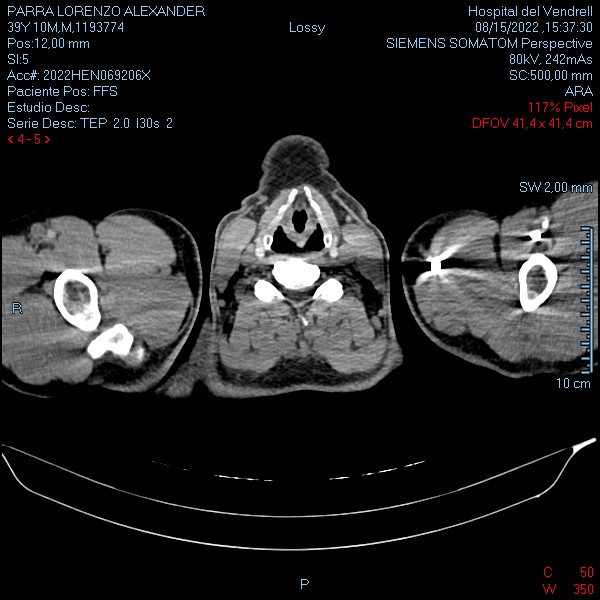 PARRA LORENZO ALEXANDER
39Y 10M,M,1193774
Pos:12,00 mm
SI:5
Acc#: 2022HEN069206X
Paciente Pos: FFS
Estudio Desc:
Serie Desc: TEP 2.0 I30s 2
< 4 - 5 >
Lossy
Hospital del Vendrell
08/15/2022 ,15:37:30
SIEMENS SOMATOM Perspective
80kV, 242mAs
SC:500,00 mm
ARA
117% Pixel
DFOV 41,4 x 41,4 cm
SW 2,00 mm
R
10 cm
P
C 50
W 350